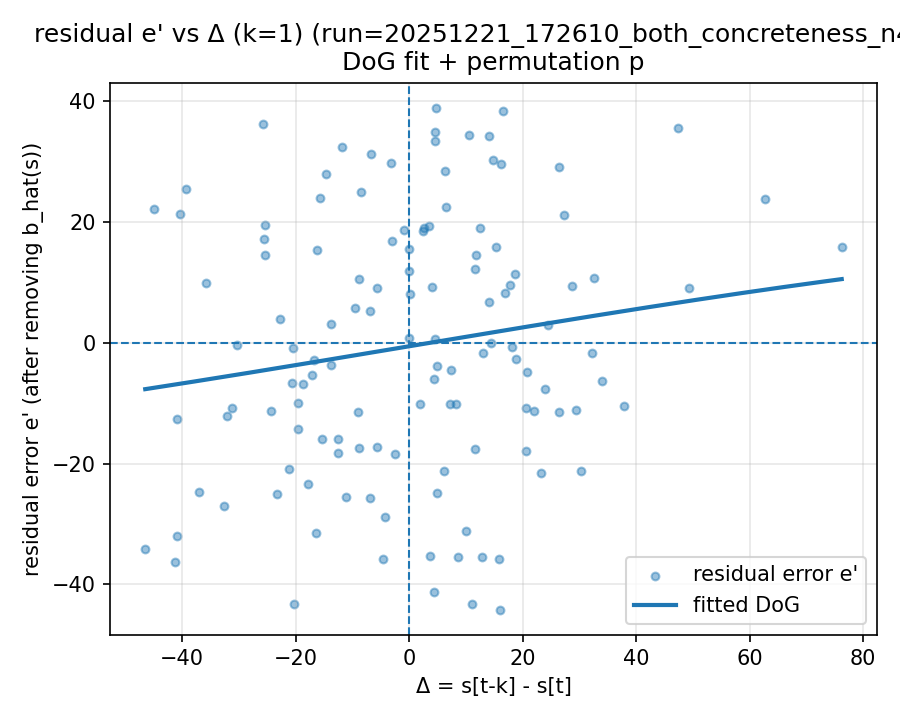 residual e' vs Δ (k=1) (run=20251221_172610_both_concreteness_n4
DoG fit + permutation p
residual error e' (after removing b_hat(s))
40
20
0
−20
−40
residual error e'
fitted DoG
−40
−20
0
20
40
60
80
Δ = s[t-k] - s[t]